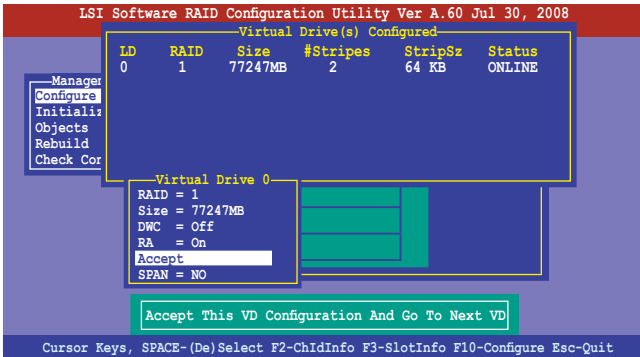 LSI Software RAID Configuration Utility Ver A.60 Jul 30, 2008
Virtual Drive(s) Configured
LD RAID Size #Stripes StripSz Status
0 1 77247MB 2 64 KB ONLINE
Manager
Configure
Initializ
Objects
Rebuild
Check Con
Virtual Drive 0
RAID = 1
Size = 77247MB
DWC = Off
RA = On
Accept
SPAN = NO
Accept This VD Configuration And Go To Next VD
Cursor Keys, SPACE-(De)Select F2-ChIdInfo F3-SlotInfo F10-Configure Esc-Quit